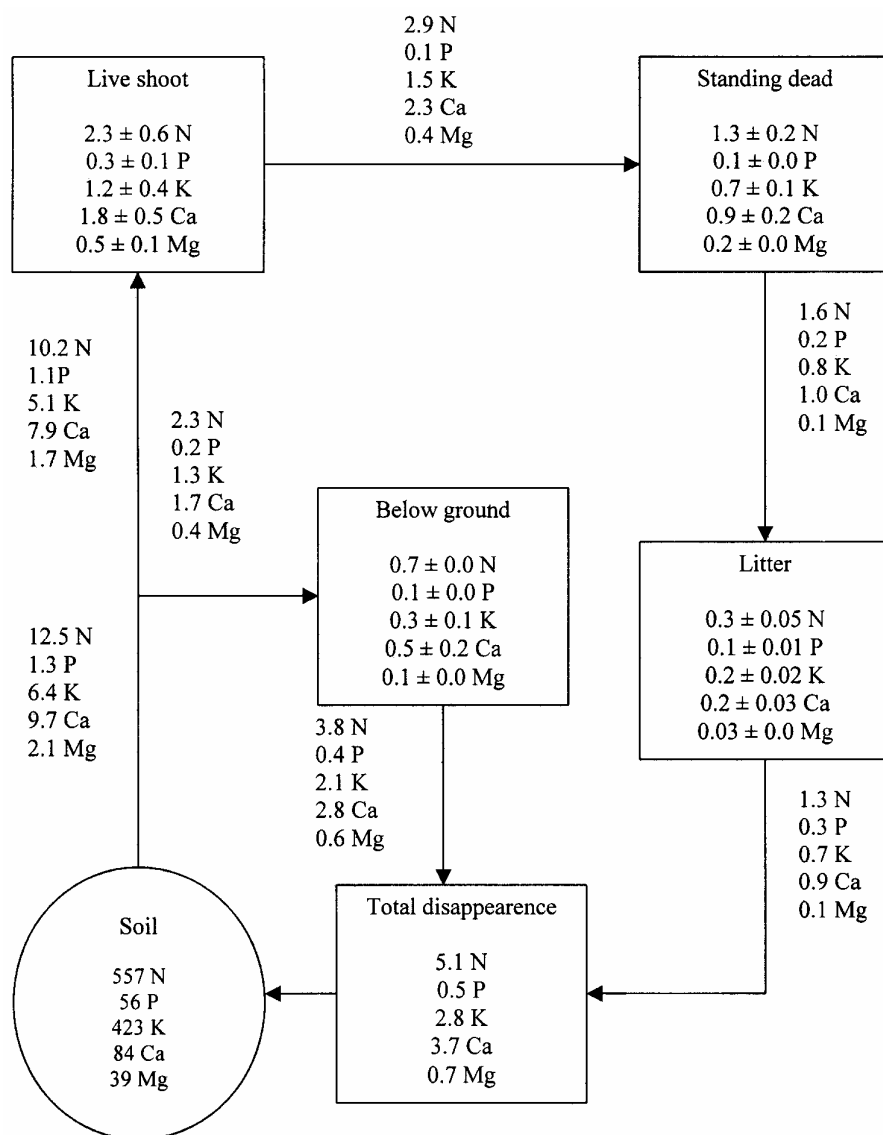 2.9 N
0.1 P
1.5 K
2.3 Ca
0.4 Mg
Live shoot
2.3 ± 0.6 N
0.3 ± 0.1 P
1.2 ± 0.4 K
1.8 ± 0.5 Ca
0.5 ± 0.1 Mg
Standing dead
1.3 ± 0.2 N
0.1 ± 0.0 P
0.7 ± 0.1 K
0.9 ± 0.2 Ca
0.2 ± 0.0 Mg
10.2 N
1.1P
5.1 K
7.9 Ca
1.7 Mg
2.3 N
0.2 P
1.3 K
1.7 Ca
0.4 Mg
1.6 N
0.2 P
0.8 K
1.0 Ca
0.1 Mg
Below ground
0.7 ± 0.0 N
0.1 ± 0.0 P
0.3 ± 0.1 K
0.5 ± 0.2 Ca
0.1 ± 0.0 Mg
Litter
0.3 ± 0.05 N
0.1 ± 0.01 P
0.2 ± 0.02 K
0.2 ± 0.03 Ca
0.03 ± 0.0 Mg
12.5 N
1.3 P
6.4 K
9.7 Ca
2.1 Mg
3.8 N
0.4 P
2.1 K
2.8 Ca
0.6 Mg
1.3 N
0.3 P
0.7 K
0.9 Ca
0.1 Mg
Soil
557 N
56 P
423 K
84 Ca
39 Mg
Total disappearence
5.1 N
0.5 P
2.8 K
3.7 Ca
0.7 Mg